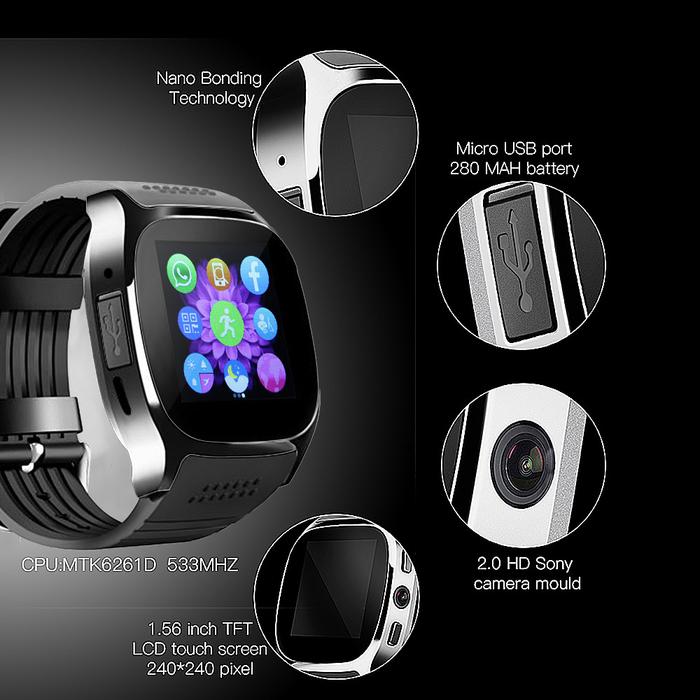 Nano Bonding
Technology
Micro USB port
280 MAH battery
CPU:MTK6261D 533MHZ
2.0 HD Sony
camera mould
1.56 inch TFT
LCD touch screen
240*240 pixel